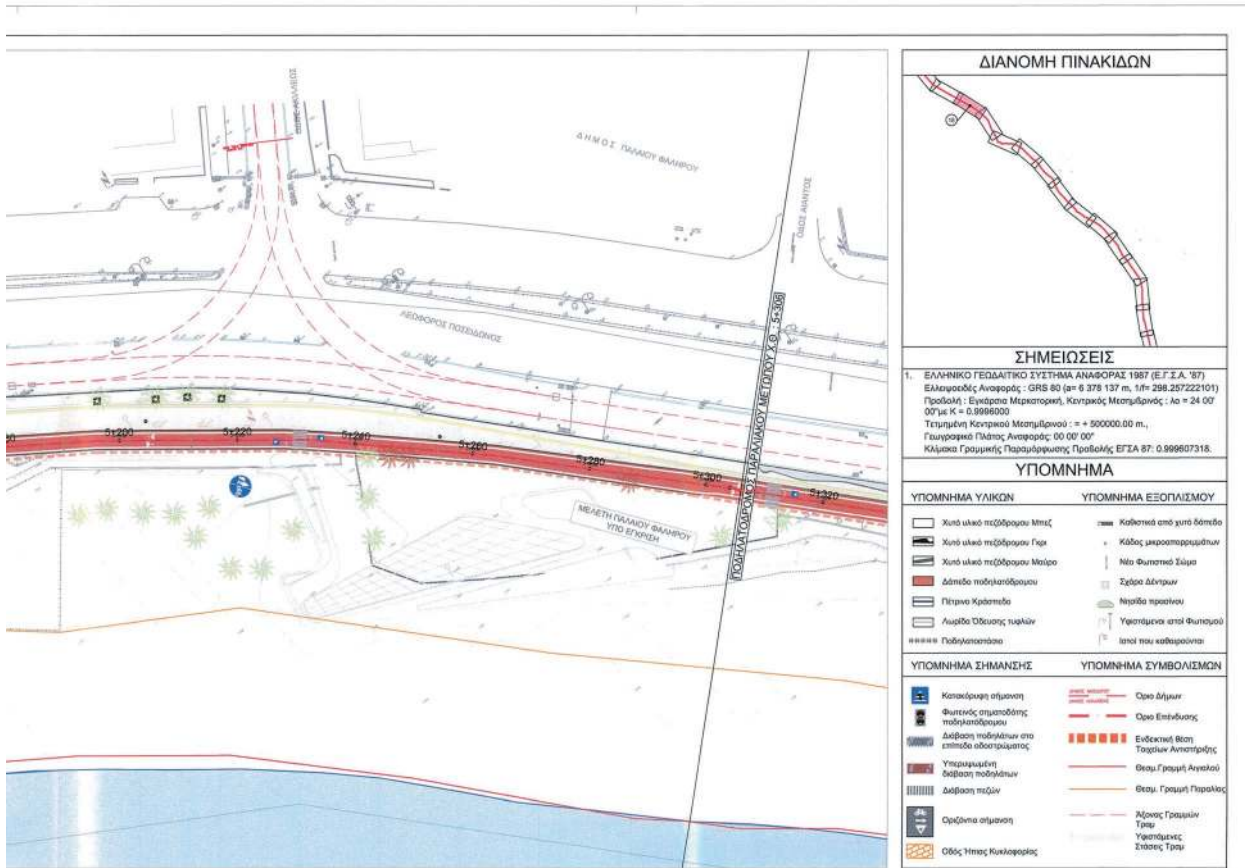 ΟΔΟΣ ΑΧΙΛΛΕΩΣ
ΔΗΜΟΣ ΠΑΛΑΙΟΥ ΦΑΛΗΡΟΥ
ΟΔΟΣ ΑΙΑΝΤΟΣ
ΛΕΩΦΟΡΟΣ ΠΟΣΕΙΔΩΝΟΣ
ΠΟΔΗΛΑΤΟΔΡΟΜΟΣ ΠΑΡΑΛΙΑΚΟΥ ΜΕΤΩΠΟΥ Χ.Θ : 5+306
5+200
5+220
5+240
5+260
5+280
5+300
5+320
ΜΕΛΕΤΗ ΠΑΛΑΙΟΥ ΦΑΛΗΡΟΥ
ΥΠΟ ΕΓΚΡΙΣΗ
ΔΙΑΝΟΜΗ ΠΙΝΑΚΙΔΩΝ
ΣΗΜΕΙΩΣΕΙΣ
1. ΕΛΛΗΝΙΚΟ ΓΕΩΔΑΙΤΙΚΟ ΣΥΣΤΗΜΑ ΑΝΑΦΟΡΑΣ 1987 (Ε.Γ.Σ.Α. '87)
Ελλειψοειδές Αναφοράς : GRS 80 (a= 6 378 137 m, 1/f= 298.257222101)
Προβολή : Εγκάρσια Μερκατορική, Κεντρικός Μεσημβρινός : λο = 24 00'
00''με Κ = 0.9996000
Τετμημένη Κεντρικού Μεσημβρινού : = + 500000.00 m.,
Γεωγραφικό Πλάτος Αναφοράς: 00 00' 00"
Κλίμακα Γραμμικής Παραμόρφωσης Προβολής ΕΓΣΑ 87: 0.999607318.
ΥΠΟΜΝΗΜΑ
ΥΠΟΜΝΗΜΑ ΥΛΙΚΩΝ
Χυτό υλικό πεζόδρομου Μπεζ
Χυτό υλικό πεζόδρομου Γκρι
Χυτό υλικό πεζόδρομου Μαύρο
Δάπεδο ποδηλατόδρομου
Πέτρινο Κράσπεδο
Λωρίδα Όδευσης τυφλών
Ποδηλατοστάσιο
ΥΠΟΜΝΗΜΑ ΕΞΟΠΛΙΣΜΟΥ
Καθιστικά από χυτό δάπεδο
Κάδος μικροαπορριμμάτων
Νέο Φωτιστικό Σώμα
Σχάρα Δέντρων
Νησίδα πρασίνου
Υφιστάμενοι ιστοί Φωτισμού
Ιστοί που καθαιρούνται
ΥΠΟΜΝΗΜΑ ΣΗΜΑΝΣΗΣ
Κατακόρυφη σήμανση
Φωτεινός σηματοδότης
ποδηλατόδρομου
Διάβαση ποδηλάτων στο
επίπεδο οδοστρώματος
Υπερυψωμένη
διάβαση ποδηλάτων
Διάβαση πεζών
Οριζόντια σήμανση
Οδός Ήπιας Κυκλοφορίας
ΥΠΟΜΝΗΜΑ ΣΥΜΒΟΛΙΣΜΩΝ
Όριο Δήμων
Όριο Επένδυσης
Ενδεικτική θέση
Τοιχείων Αντιστήριξης
Θεσμ.Γραμμή Αιγιαλού
Θεσμ. Γραμμή Παραλίας
Άξονας Γραμμών
Τραμ
Υφιστάμενες
Στάσεις Τραμ